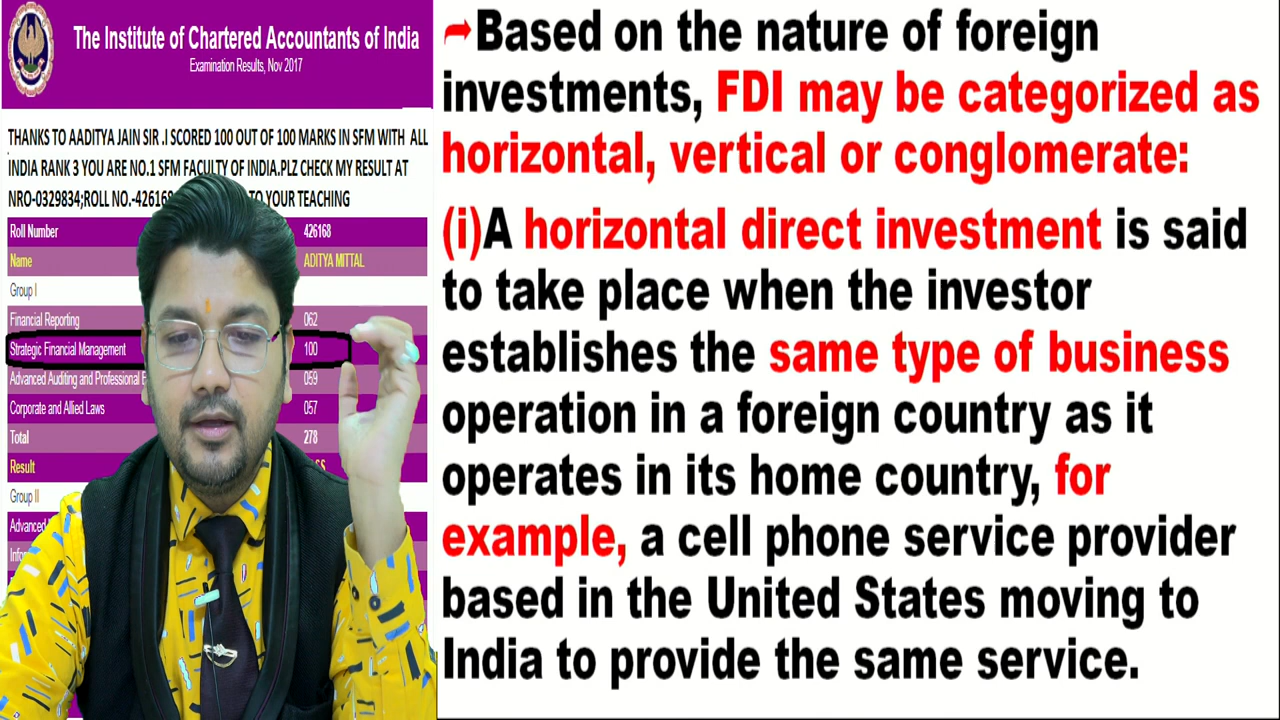 The Institute of Chartered Accountants of India
Examination Results, Nov 2017
THANKS TO AADITYA JAIN SIR .I SCORED 100 OUT OF 100 MARKS IN SFM WITH ALL
INDIA RANK 3 YOU ARE NO.1 SFM FACULTY OF INDIA.PLZ CHECK MY RESULT AT
NRO-0329834;ROLL NO.-426168 TO YOUR TEACHING
Roll Number 426168
Name ADITYA MITTAL
Group I
Financial Reporting 062
Strategic Financial Management 100
Advanced Auditing and Professional 059
Corporate and Allied Laws 057
Total 278
Result
Group II
➦Based on the nature of foreign
investments, FDI may be categorized as
horizontal, vertical or conglomerate:
(i)A horizontal direct investment is said
to take place when the investor
establishes the same type of business
operation in a foreign country as it
operates in its home country, for
example, a cell phone service provider
based in the United States moving to
India to provide the same service.